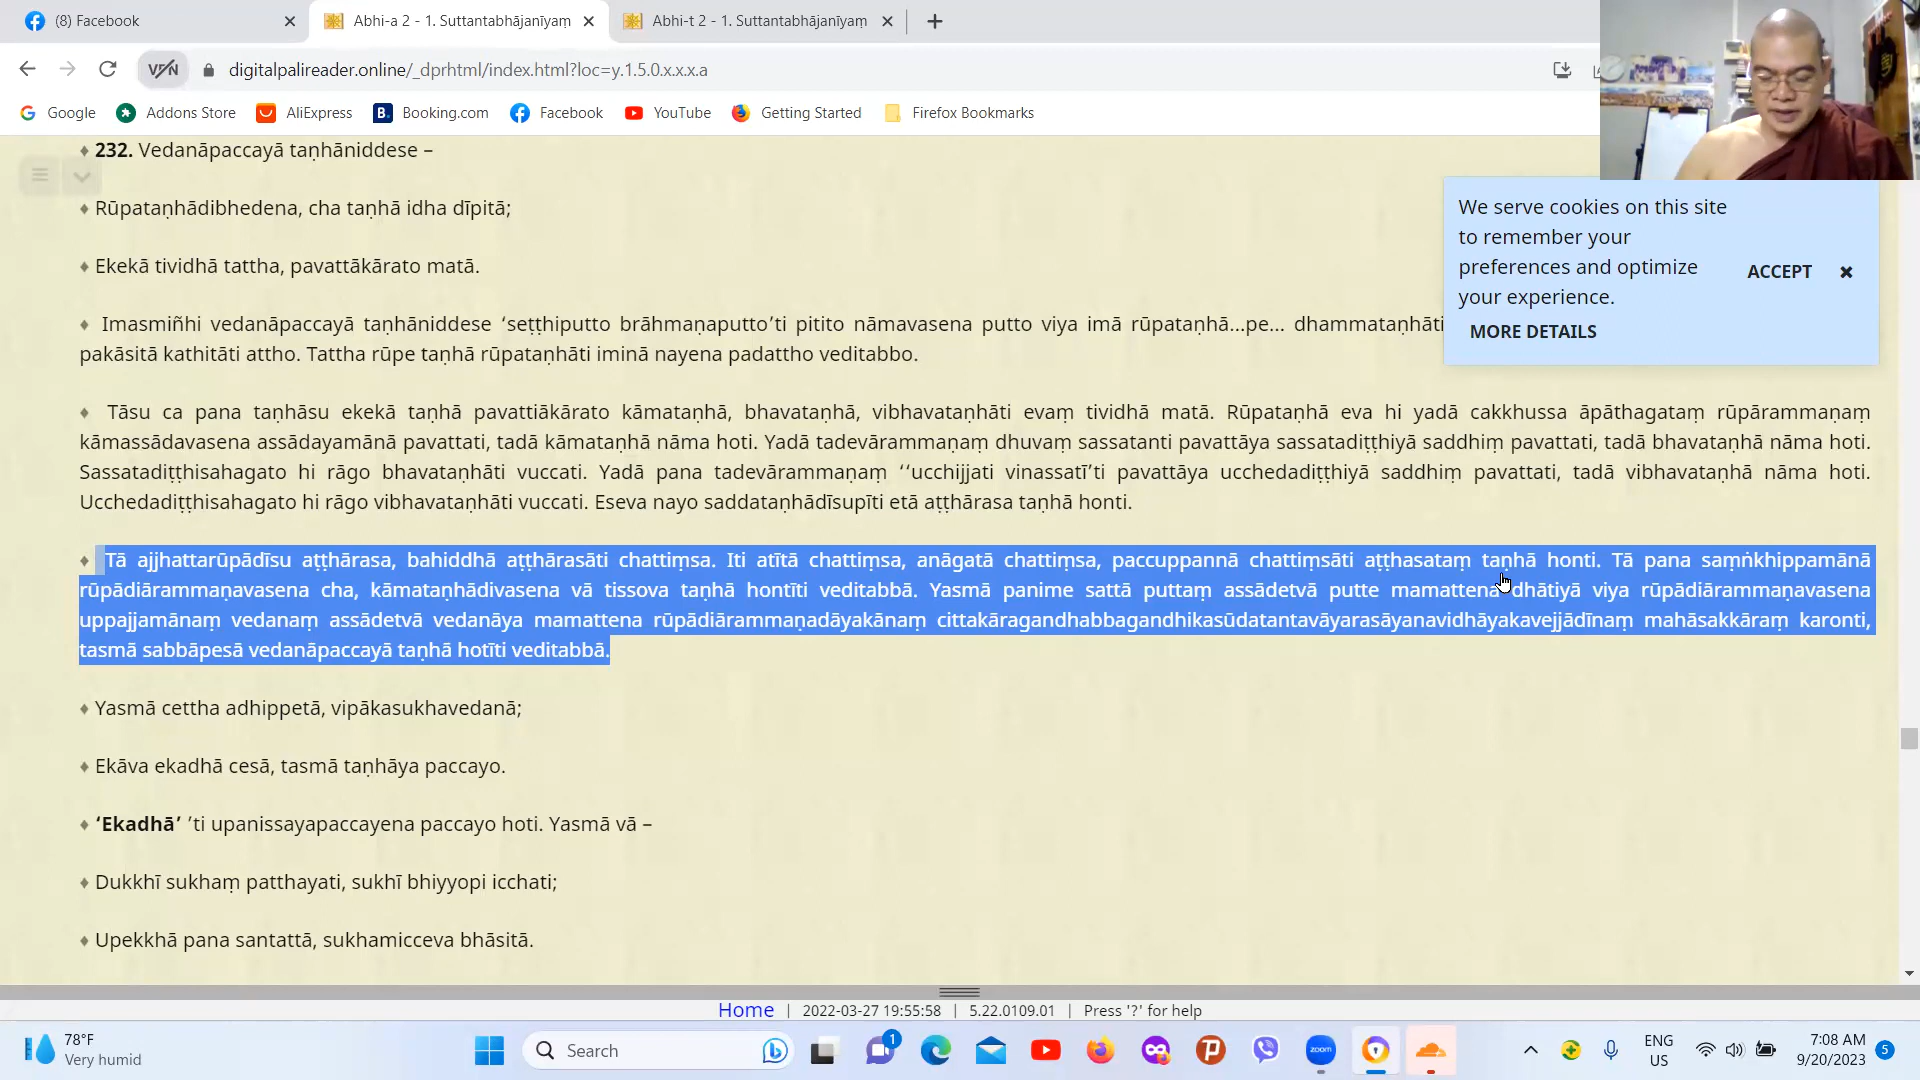 (8) Facebook
Abhi-a 2 - 1. Suttantabhājanīyaṃ
Abhi-t 2 - 1. Suttantabhājanīyaṃ
VPN
digitalpalireader.online/_dprhtml/index.html?loc=y.1.5.0.x.x.x.a
Google
Addons Store
AliExpress
Booking.com
Facebook
YouTube
Getting Started
Firefox Bookmarks
♦ 232. Vedanāpaccayā taṇhāniddese –
♦ Rūpataṇhādibhedena, cha taṇhā idha dīpitā;
♦ Ekekā tividhā tattha, pavattākārato matā.
♦ Imasmiñhi vedanāpaccayā taṇhāniddese ‘seṭṭhiputto brāhmaṇaputto’ti pitito nāmavasena putto viya imā rūpataṇhā...pe... dhammataṇhāti
pakāsitā kathitāti attho. Tattha rūpe taṇhā rūpataṇhāti iminā nayena padattho veditabbo.
♦ Tāsu ca pana taṇhāsu ekekā taṇhā pavattiākārato kāmataṇhā, bhavataṇhā, vibhavataṇhāti evaṃ tividhā matā. Rūpataṇhā eva hi yadā cakkhussa āpāthagataṃ rūpārammaṇaṃ
kāmassādavasena assādayamānā pavattati, tadā kāmataṇhā nāma hoti. Yadā tadevārammaṇaṃ dhuvaṃ sassatanti pavattāya sassatadiṭṭhiyā saddhiṃ pavattati, tadā bhavataṇhā nāma hoti.
Sassatadiṭṭhisahagato hi rāgo bhavataṇhāti vuccati. Yadā pana tadevārammaṇaṃ ‘‘ucchijjati vinassatī’ti pavattāya ucchedadiṭṭhiyā saddhiṃ pavattati, tadā vibhavataṇhā nāma hoti.
Ucchedadiṭṭhisahagato hi rāgo vibhavataṇhāti vuccati. Eseva nayo saddataṇhādīsupīti etā aṭṭhārasa taṇhā honti.
♦ Tā ajjhattarūpādīsu aṭṭhārasa, bahiddhā aṭṭhārasāti chattiṃsa. Iti atītā chattiṃsa, anāgatā chattiṃsa, paccuppannā chattiṃsāti aṭṭhasataṃ taṇhā honti. Tā pana saṃṅkhippamānā
rūpādiārammaṇavasena cha, kāmataṇhādivasena vā tissova taṇhā hontīti veditabbā. Yasmā panime sattā puttaṃ assādetvā putte mamattena dhātiyā viya rūpādiārammaṇavasena
uppajjamānaṃ vedanaṃ assādetvā vedanāya mamattena rūpādiārammaṇadāyakānaṃ cittakāragandhabbagandhikasūdatantavāyarasāyanavidhāyakavejjādīnaṃ mahāsakkāraṃ karonti,
tasmā sabbāpesā vedanāpaccayā taṇhā hotīti veditabbā.
♦ Yasmā cettha adhippetā, vipākasukhavedanā;
♦ Ekāva ekadhā cesā, tasmā taṇhāya paccayo.
♦ ‘Ekadhā’ ’ti upanissayapaccayena paccayo hoti. Yasmā vā –
♦ Dukkhī sukhaṃ patthayati, sukhī bhiyyopi icchati;
♦ Upekkhā pana santattā, sukhamicceva bhāsitā.
We serve cookies on this site
to remember your
preferences and optimize
your experience.
ACCEPT
MORE DETAILS
Home | 2022-03-27 19:55:58 | 5.22.0109.01 | Press '?' for help
78°F
Very humid
Search
1
zoom
ENG
US
7:08 AM
9/20/2023
5